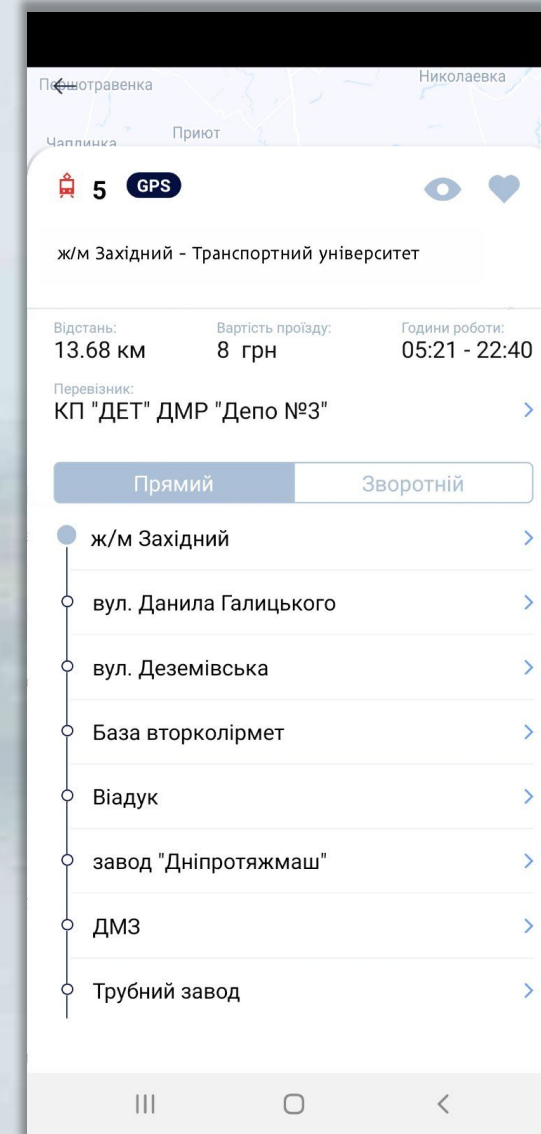 Николаевка
Першотравенка
Приют
Чаплинка
5 GPS
ж/м Західний - Транспортний університет
Відстань: Вартість проїзду: Години роботи:
13.68 км 8 грн 05:21 - 22:40
Перевізник:
КП "ДЕТ" ДМР "Депо №3"
Прямий Зворотній
ж/м Західний
вул. Данила Галицького
вул. Деземівська
База вторколірмет
Віадук
завод "Дніпротяжмаш"
ДМЗ
Трубний завод